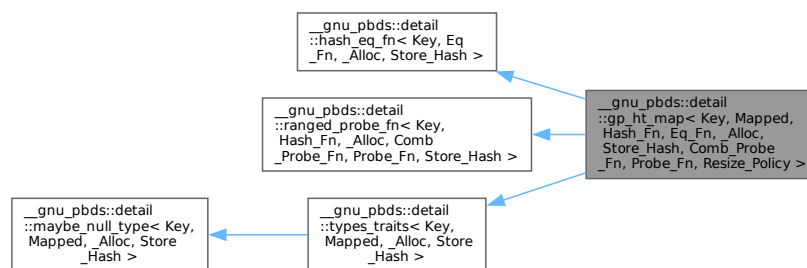 __gnu_pbds::detail
::hash_eq_fn< Key, Eq
_Fn, _Alloc, Store_Hash >
__gnu_pbds::detail
::ranged_probe_fn< Key,
Hash_Fn, _Alloc, Comb
_Probe_Fn, Probe_Fn, Store_Hash >
__gnu_pbds::detail
::gp_ht_map< Key, Mapped,
Hash_Fn, Eq_Fn, _Alloc,
Store_Hash, Comb_Probe
_Fn, Probe_Fn, Resize_Policy >
__gnu_pbds::detail
::maybe_null_type< Key,
Mapped, _Alloc, Store
_Hash >
__gnu_pbds::detail
::types_traits< Key,
Mapped, _Alloc, Store
_Hash >